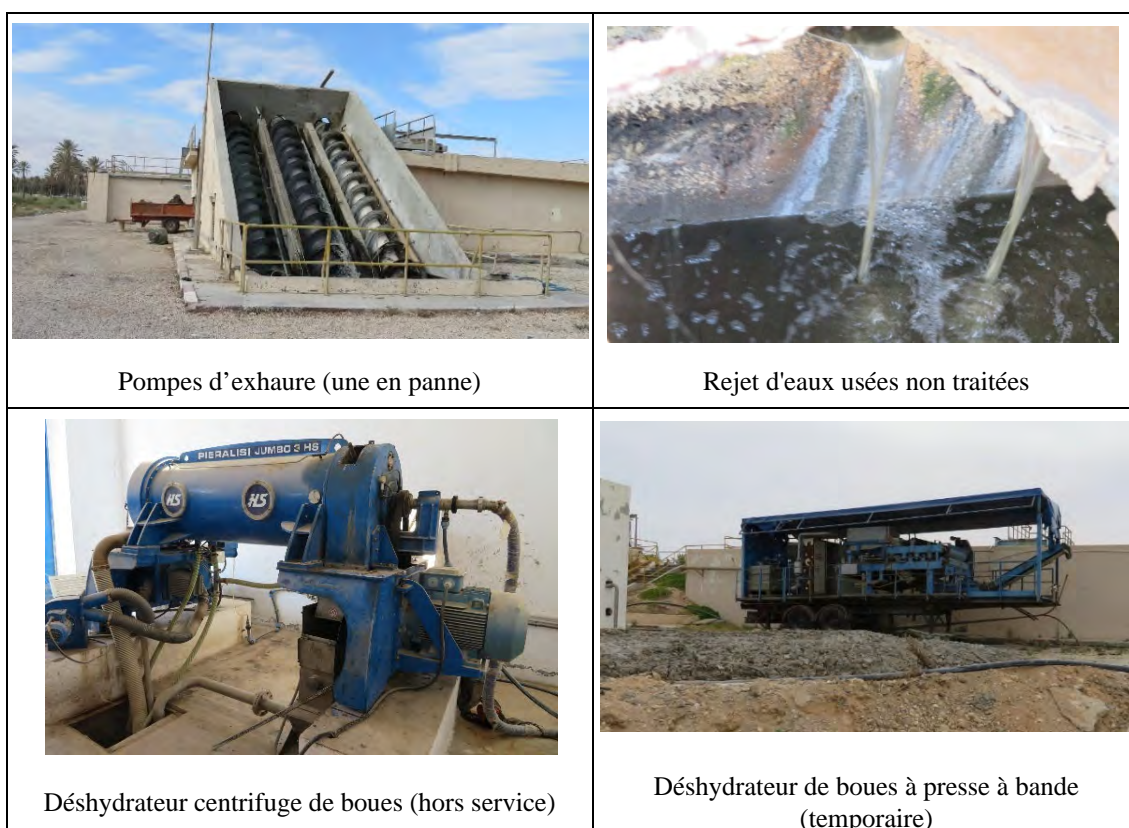 Pompes d’exhaure (une en panne)
Rejet d'eaux usées non traitées
PIERALISI JUMBO 3 HS
HS
HS
Déshydrateur centrifuge de boues (hors service)
Déshydrateur de boues à presse à bande
(temporaire)